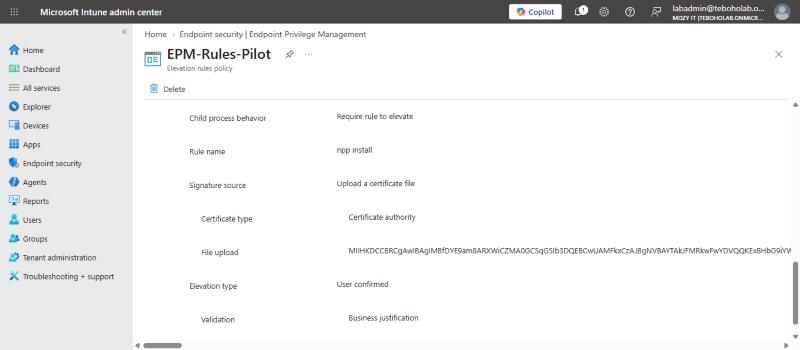 Microsoft Intune admin center
Copilot
1
labadmin@teboholab.o...
MOZY IT (TEBOHOLAB.ONMICR...
Home
Dashboard
All services
Explorer
Devices
Apps
Endpoint security
Agents
Reports
Users
Groups
Tenant administration
Troubleshooting + support
Home > Endpoint security | Endpoint Privilege Management
EPM-Rules-Pilot
Elevation rules policy
Delete
Child process behavior Require rule to elevate
Rule name npp install
Signature source Upload a certificate file
Certificate type Certificate authority
File upload
Elevation type User confirmed
Validation Business justification